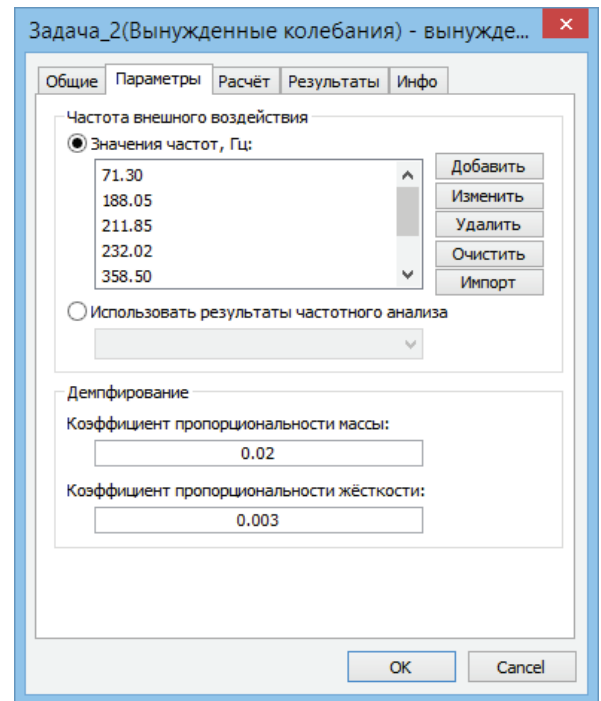 Задача_2(Вынужденные колебания) - вынужде...
Общие Параметры Расчёт Результаты Инфо
Частота внешнего воздействия
Значения частот, Гц:
71.30
188.05
211.85
232.02
358.50
Добавить
Изменить
Удалить
Очистить
Импорт
Использовать результаты частотного анализа
Демпфирование
Коэффициент пропорциональности массы:
0.02
Коэффициент пропорциональности жёсткости:
0.003
OK Cancel